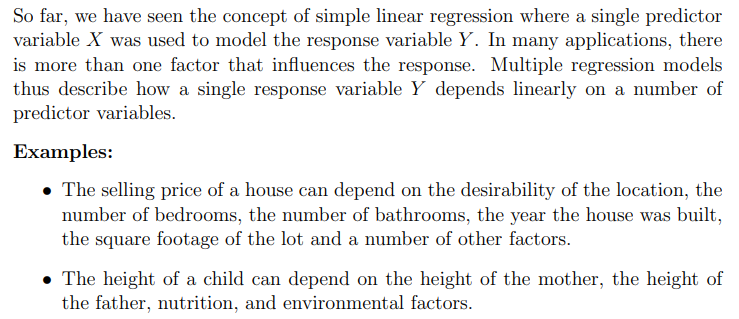 So far, we have seen the concept of simple linear regression where a single predictor
variable X was used to model the response variable Y. In many applications, there
is more than one factor that influences the response. Multiple regression models
thus describe how a single response variable Y depends linearly on a number of
predictor variables.
Examples:
• The selling price of a house can depend on the desirability of the location, the
number of bedrooms, the number of bathrooms, the year the house was built,
the square footage of the lot and a number of other factors.
• The height of a child can depend on the height of the mother, the height of
the father, nutrition, and environmental factors.